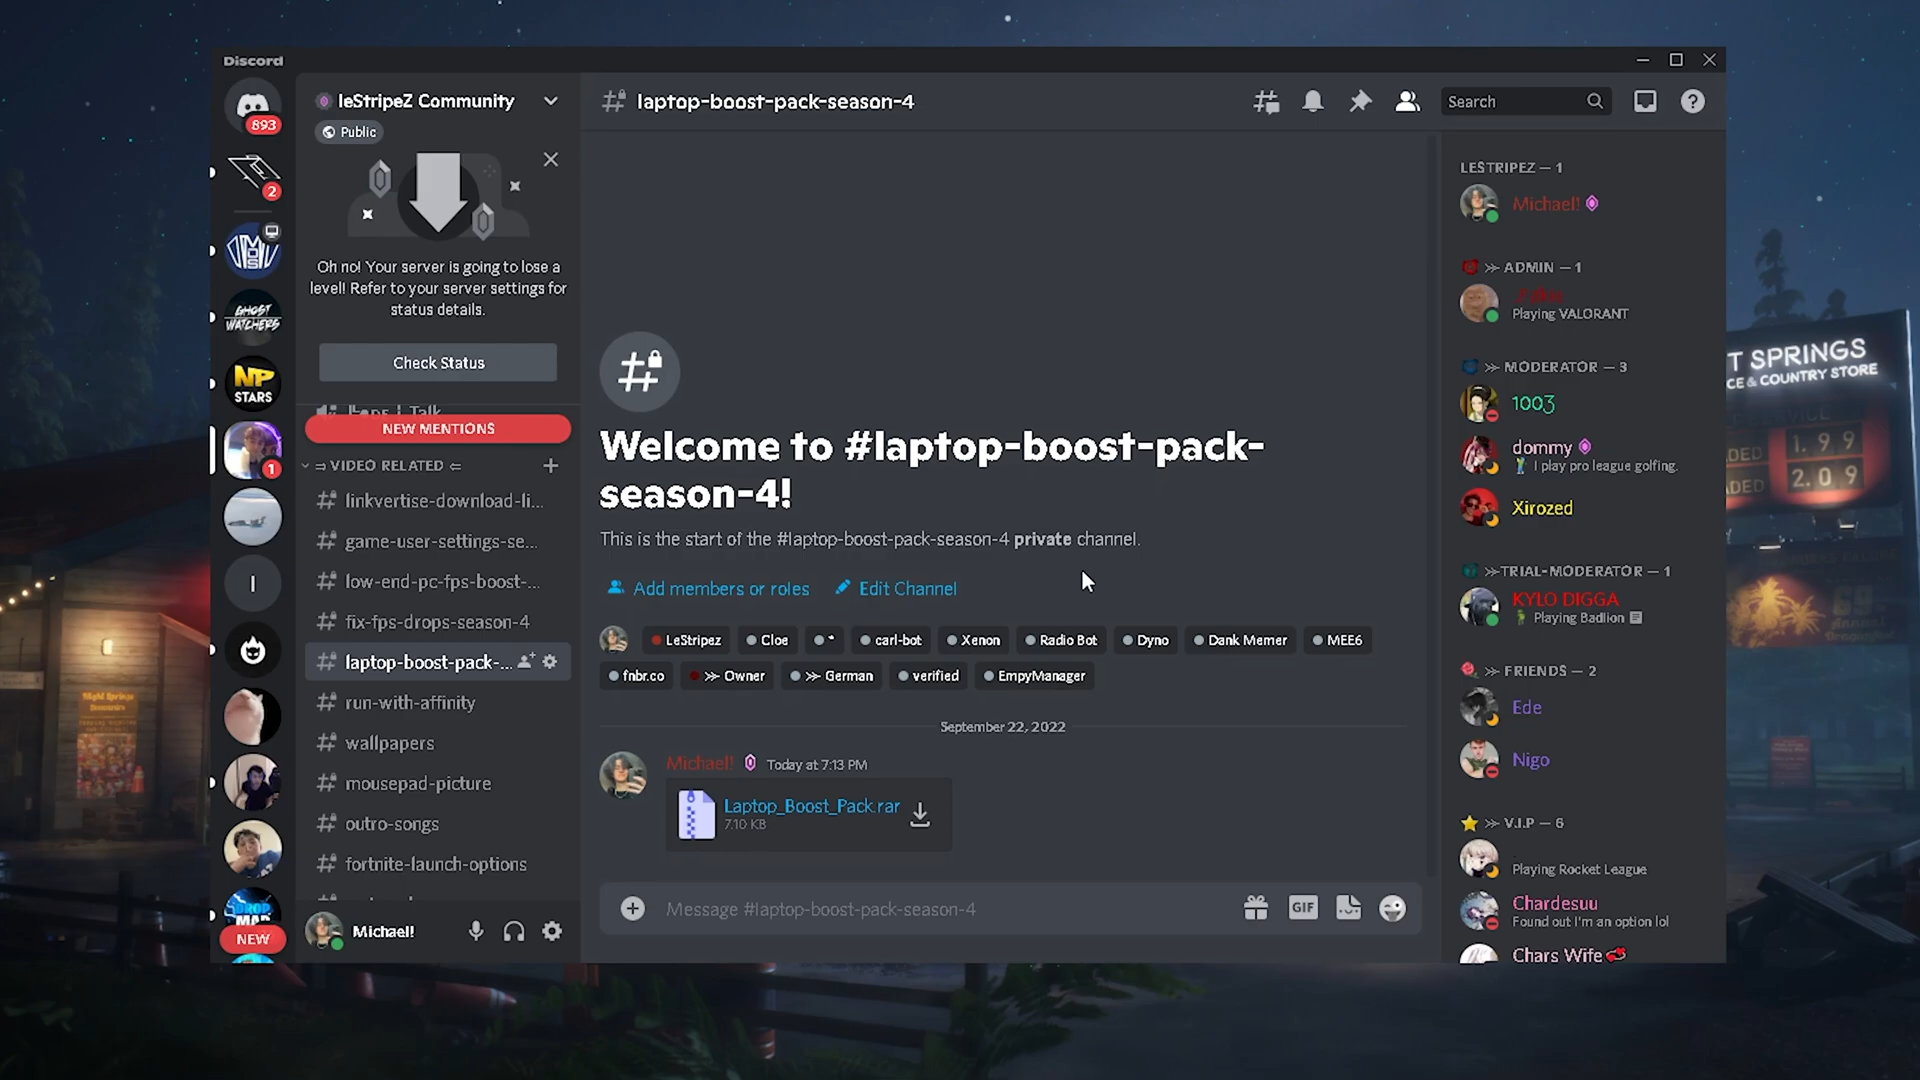 Discord
893
2
GHOST
WATCHERS
NP
STARS
1
I
DROP
MAP
NEW
leStripeZ Community
Public
Oh no! Your server is going to lose a
level! Refer to your server settings for
status details.
Check Status
NEW MENTIONS
VIDEO RELATED
linkvertise-download-li...
game-user-settings-se...
low-end-pc-fps-boost-...
fix-fps-drops-season-4
laptop-boost-pack-...
run-with-affinity
wallpapers
mousepad-picture
outro-songs
fortnite-launch-options
Michael!
laptop-boost-pack-season-4
Search
Welcome to #laptop-boost-pack-
season-4!
This is the start of the #laptop-boost-pack-season-4 private channel.
Add members or roles Edit Channel
LeStripez Cloe * carl-bot Xenon Radio Bot Dyno Dank Memer MEE6
fnbr.co >> Owner >> German verified EmpyManager
September 22, 2022
Michael! Today at 7:13 PM
Laptop_Boost_Pack.rar
7.10 KB
Message #laptop-boost-pack-season-4
GIF
LESTRIPEZ — 1
Michael!
>> ADMIN — 1
Playing VALORANT
>> MODERATOR — 3
1003
dommy
I play pro league golfing.
Xirozed
>>TRIAL-MODERATOR — 1
KYLO DIGGA
Playing Badlion
>> FRIENDS — 2
Ede
Nigo
>> V.I.P — 6
Playing Rocket League
Chardesuu
Found out I'm an option lol
Chars Wife
T SPRINGS
CE & COUNTRY STORE
1.99
2.09